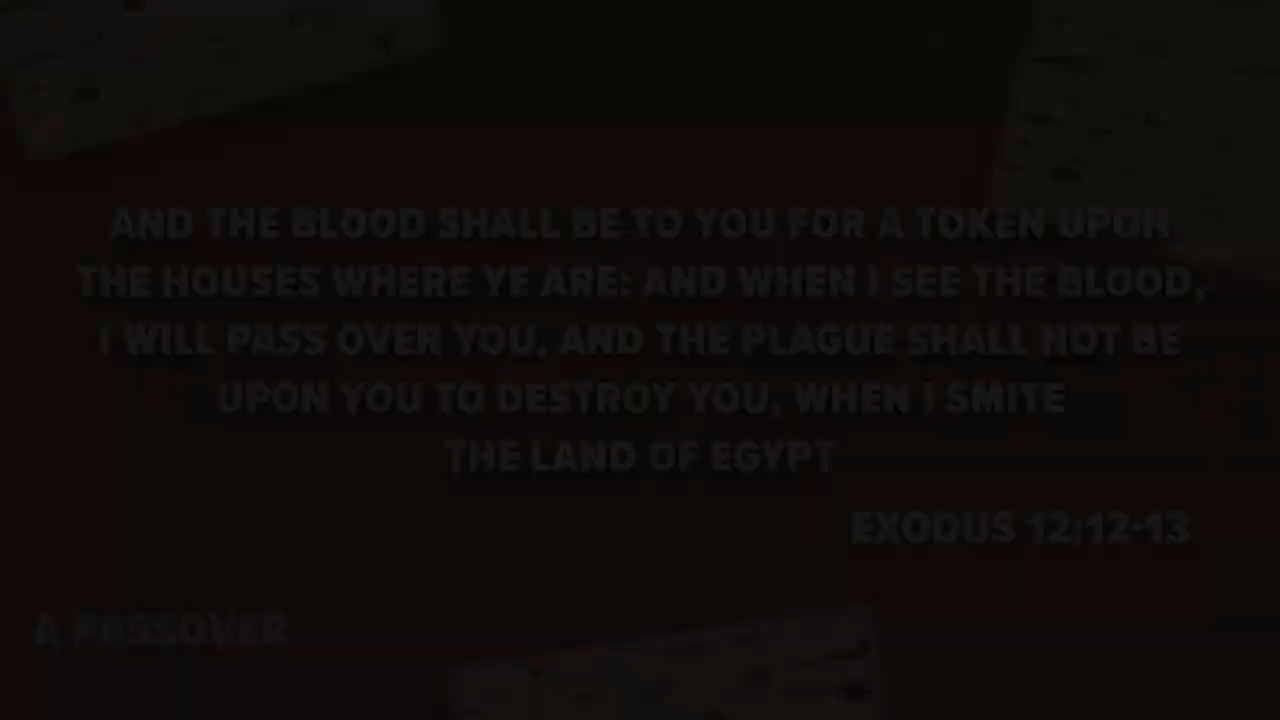 AND THE BLOOD SHALL BE TO YOU FOR A TOKEN UPON
THE HOUSES WHERE YE ARE: AND WHEN I SEE THE BLOOD,
I WILL PASS OVER YOU, AND THE PLAGUE SHALL NOT BE
UPON YOU TO DESTROY YOU, WHEN I SMITE
THE LAND OF EGYPT
EXODUS 12:12-13
A PASSOVER